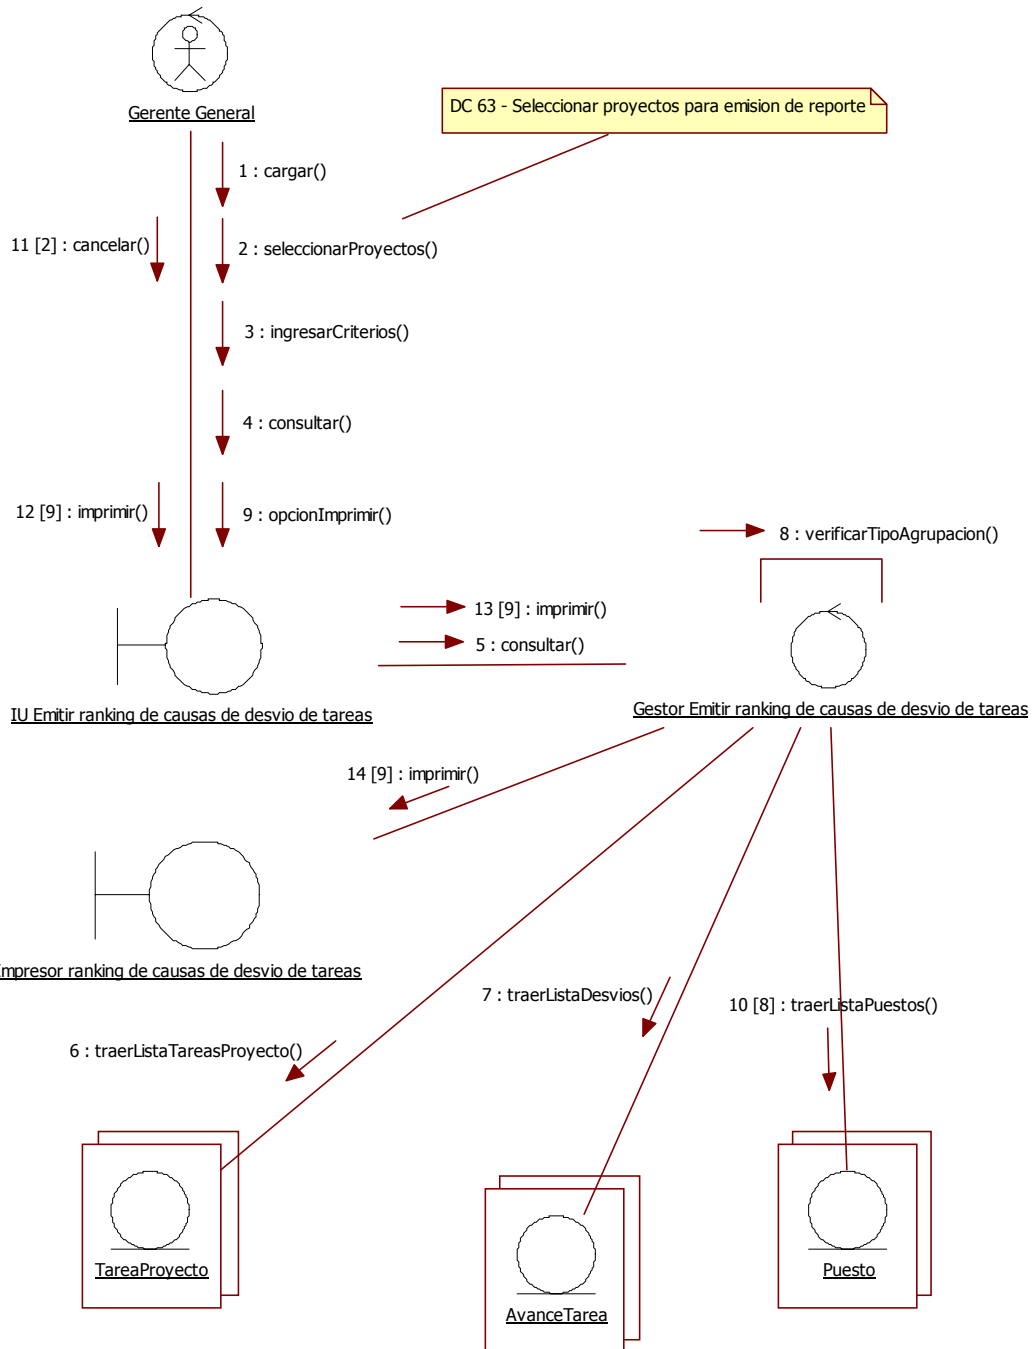 Gerente General
DC 63 - Seleccionar proyectos para emision de reporte
1 : cargar()
11 [2] : cancelar()
2 : seleccionarProyectos()
3 : ingresarCriterios()
4 : consultar()
12 [9] : imprimir()
9 : opcionImprimir()
8 : verificarTipoAgrupacion()
13 [9] : imprimir()
5 : consultar()
IU Emitir ranking de causas de desvio de tareas
Gestor Emitir ranking de causas de desvio de tareas
14 [9] : imprimir()
Impresor ranking de causas de desvio de tareas
7 : traerListaDesvios()
10 [8] : traerListaPuestos()
6 : traerListaTareasProyecto()
TareaProyecto
Puesto
AvanceTarea